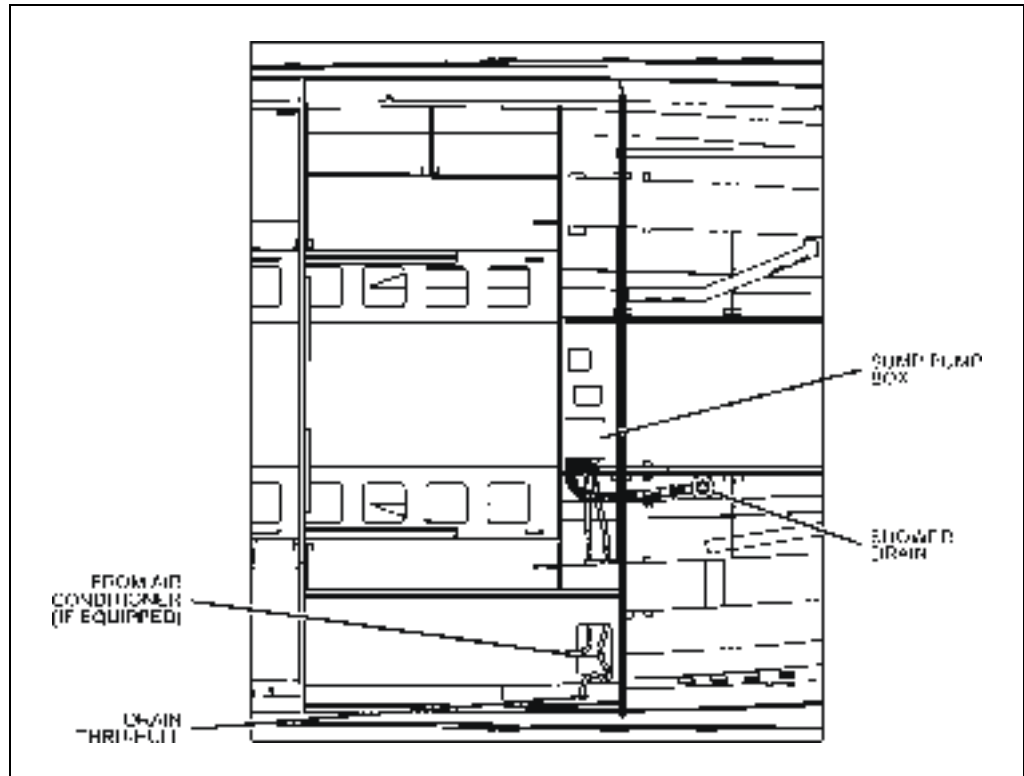 SUMP PUMP
BOX
SHOWER
DRAIN
FROM AIR
CONDITIONER
(IF EQUIPPED)
DRAIN
THRU-HULL